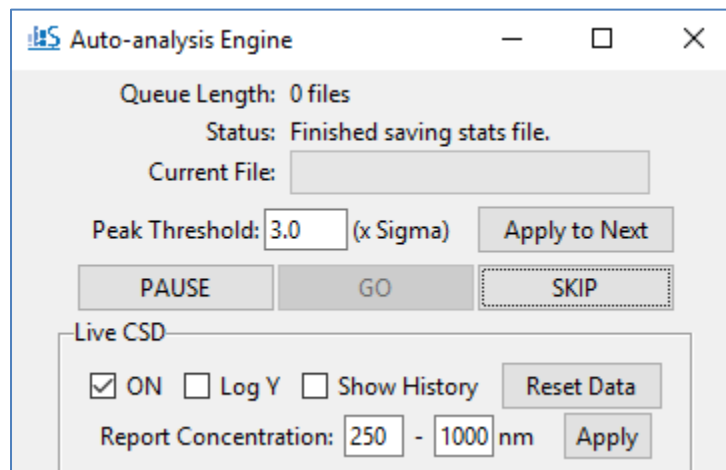 Auto-analysis Engine
Queue Length: 0 files
Status: Finished saving stats file.
Current File:
Peak Threshold: 3.0 (x Sigma) Apply to Next
PAUSE GO SKIP
Live CSD
ON Log Y Show History Reset Data
Report Concentration: 250 - 1000 nm Apply